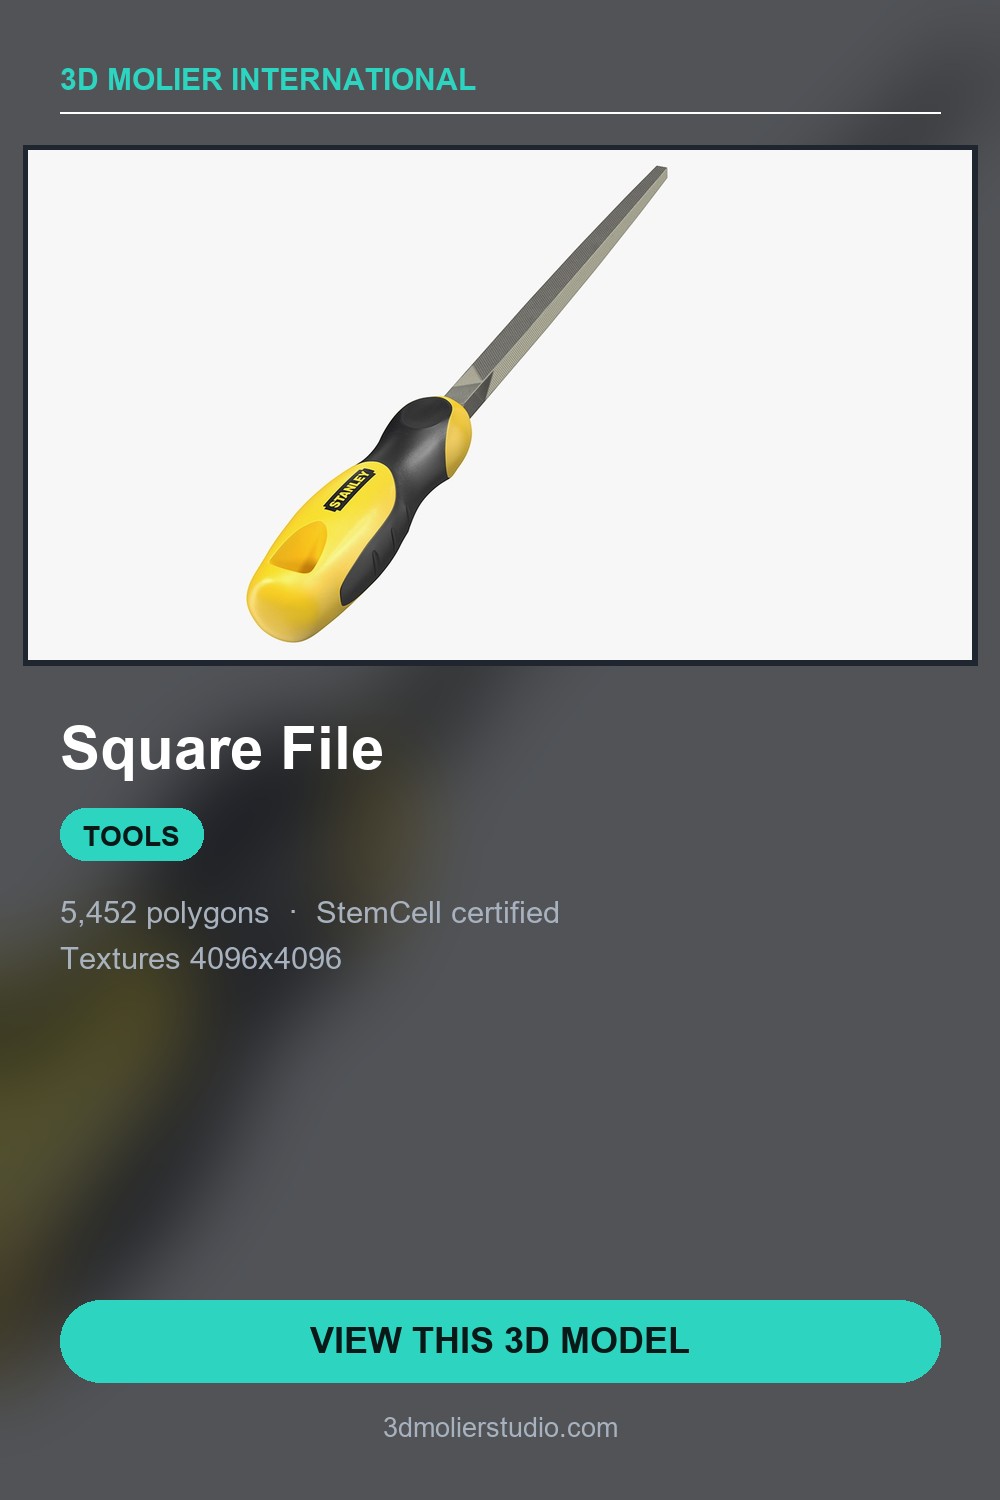 3D MOLIER INTERNATIONAL
STANLEY
Square File
TOOLS
5,452 polygons · StemCell certified
Textures 4096x4096
VIEW THIS 3D MODEL
3dmolierstudio.com